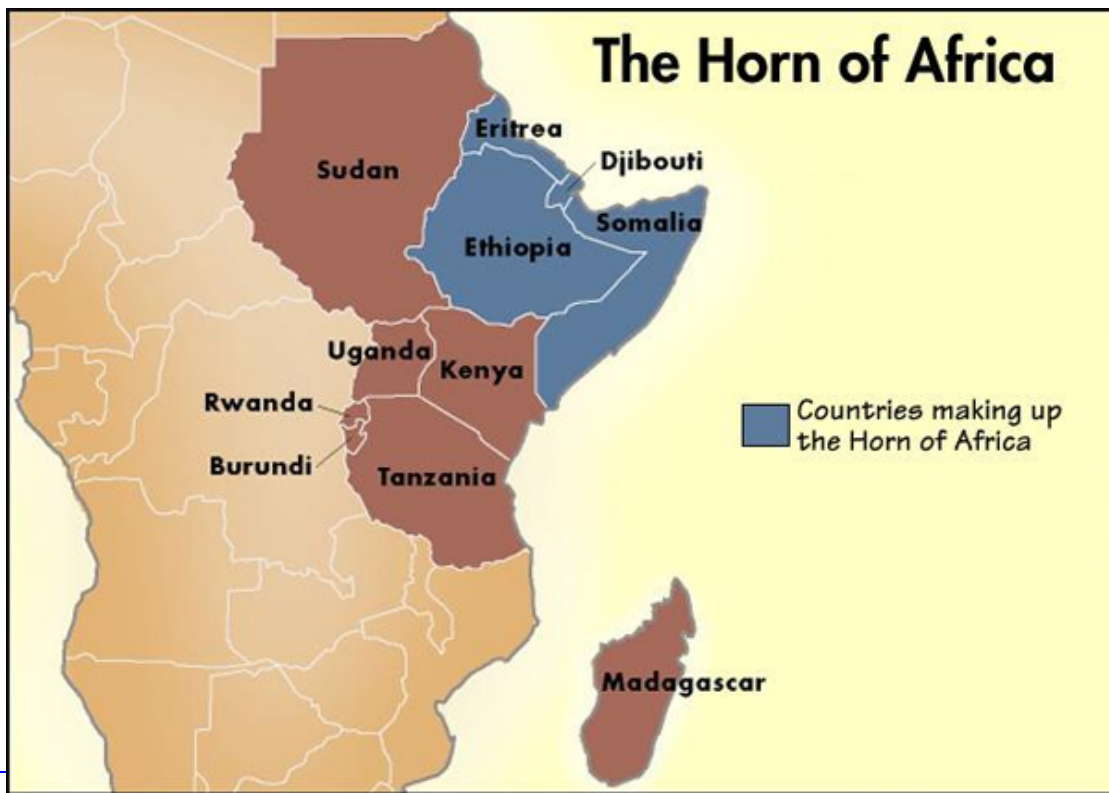 The Horn of Africa
Eritrea
Djibouti
Sudan
Somalia
Ethiopia
Uganda
Kenya
Rwanda
Countries making up
the Horn of Africa
Burundi
Tanzania
Madagascar